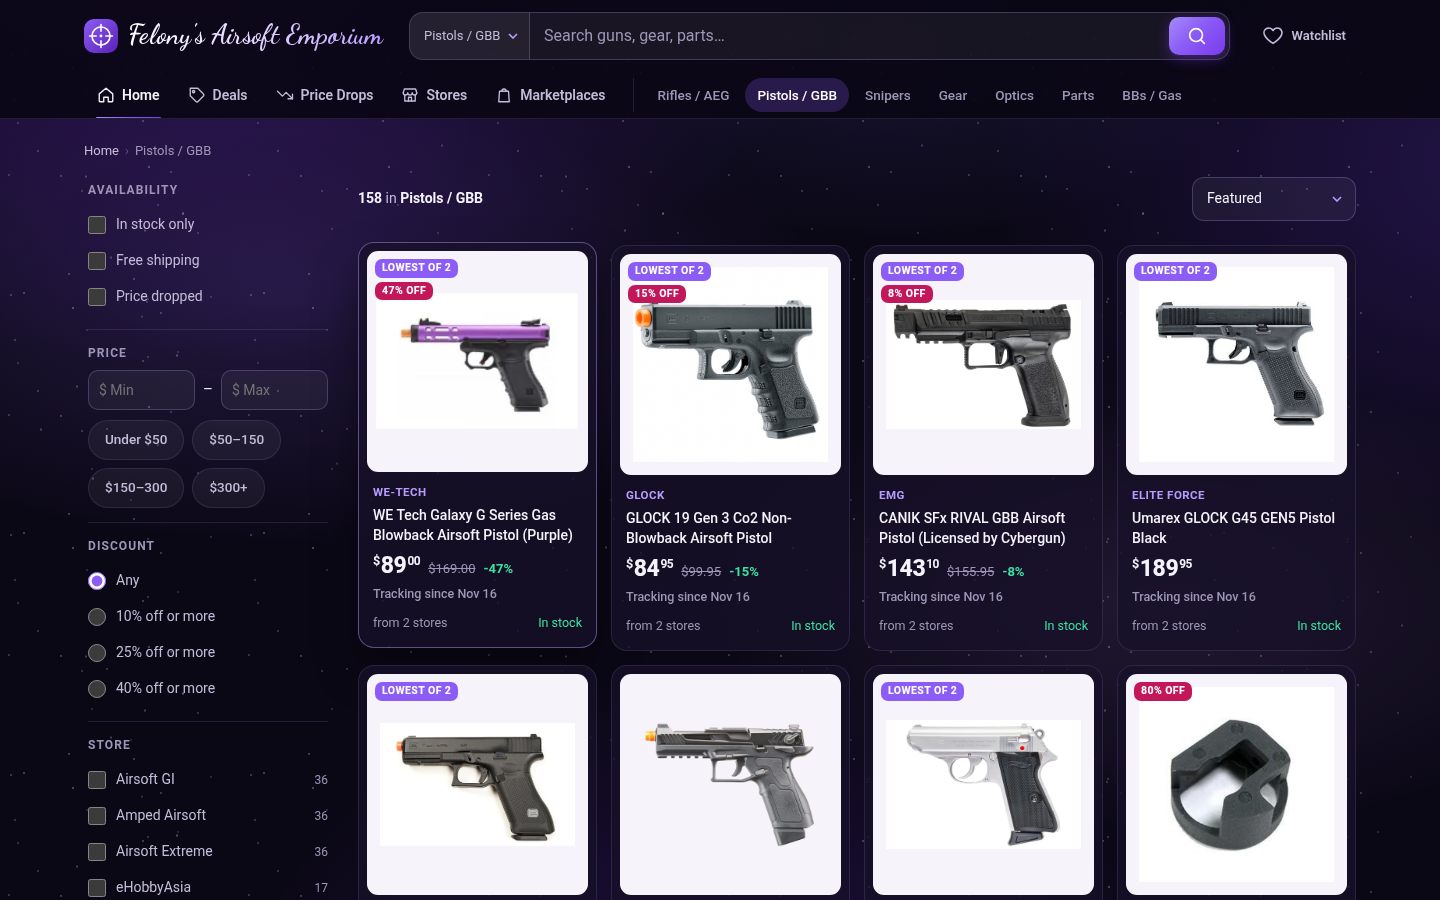 Felony's Airsoft Emporium
Pistols / GBB
Search guns, gear, parts…
Watchlist
Home
Deals
Price Drops
Stores
Marketplaces
Rifles / AEG
Pistols / GBB
Snipers
Gear
Optics
Parts
BBs / Gas
Home › Pistols / GBB
AVAILABILITY
In stock only
Free shipping
Price dropped
PRICE
$ Min
–
$ Max
Under $50
$50–150
$150–300
$300+
DISCOUNT
Any
10% off or more
25% off or more
40% off or more
STORE
Airsoft GI 36
Amped Airsoft 36
Airsoft Extreme 36
eHobbyAsia 17
158 in Pistols / GBB
Featured
LOWEST OF 2
47% OFF
WE-TECH
WE Tech Galaxy G Series Gas
Blowback Airsoft Pistol (Purple)
$8900 $169.00 -47%
Tracking since Nov 16
from 2 stores In stock
LOWEST OF 2
15% OFF
GLOCK
GLOCK 19 Gen 3 Co2 Non-
Blowback Airsoft Pistol
$8495 $99.95 -15%
Tracking since Nov 16
from 2 stores In stock
LOWEST OF 2
8% OFF
EMG
CANIK SFx RIVAL GBB Airsoft
Pistol (Licensed by Cybergun)
$14310 $155.95 -8%
Tracking since Nov 16
from 2 stores In stock
LOWEST OF 2
ELITE FORCE
Umarex GLOCK G45 GEN5 Pistol
Black
$18995
Tracking since Nov 16
from 2 stores In stock
LOWEST OF 2
LOWEST OF 2
80% OFF